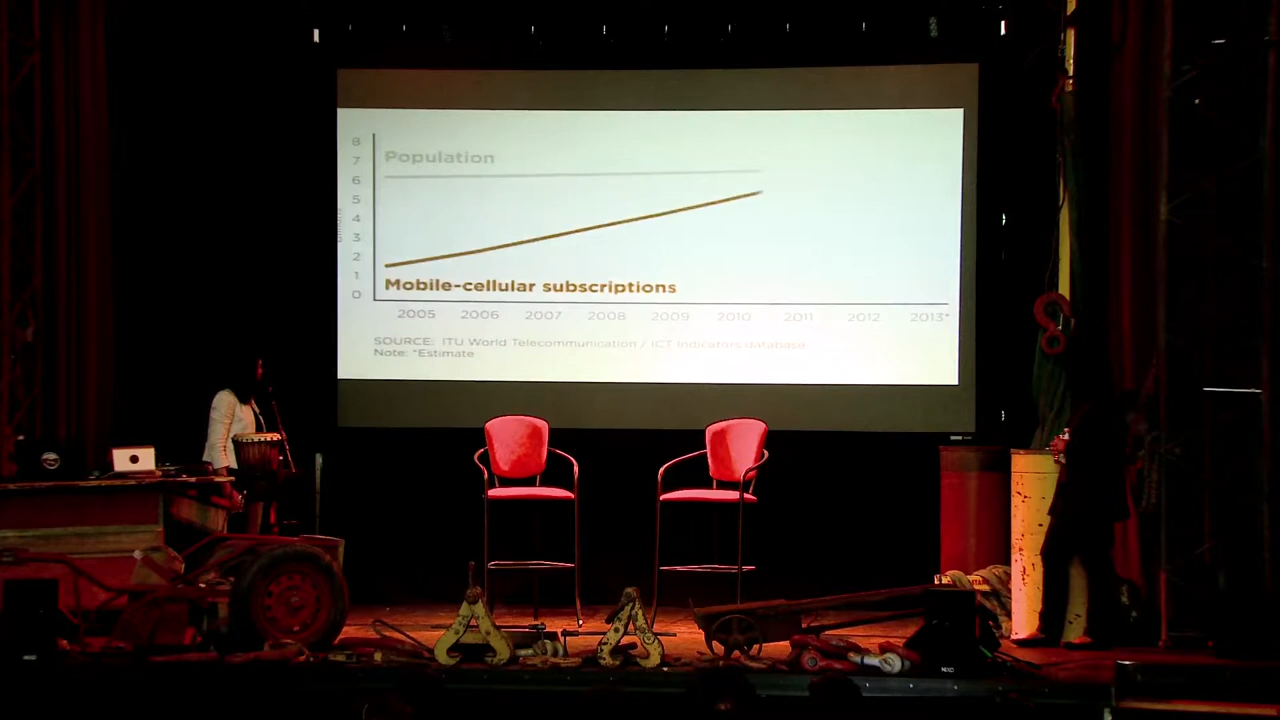 8
7
Population
6
5
4
3
2
1
Mobile-cellular subscriptions
0
2005 2006 2007 2008 2009 2010 2011 2012 2013*
SOURCE: ITU World Telecommunication / ICT Indicators database
Note: *Estimate